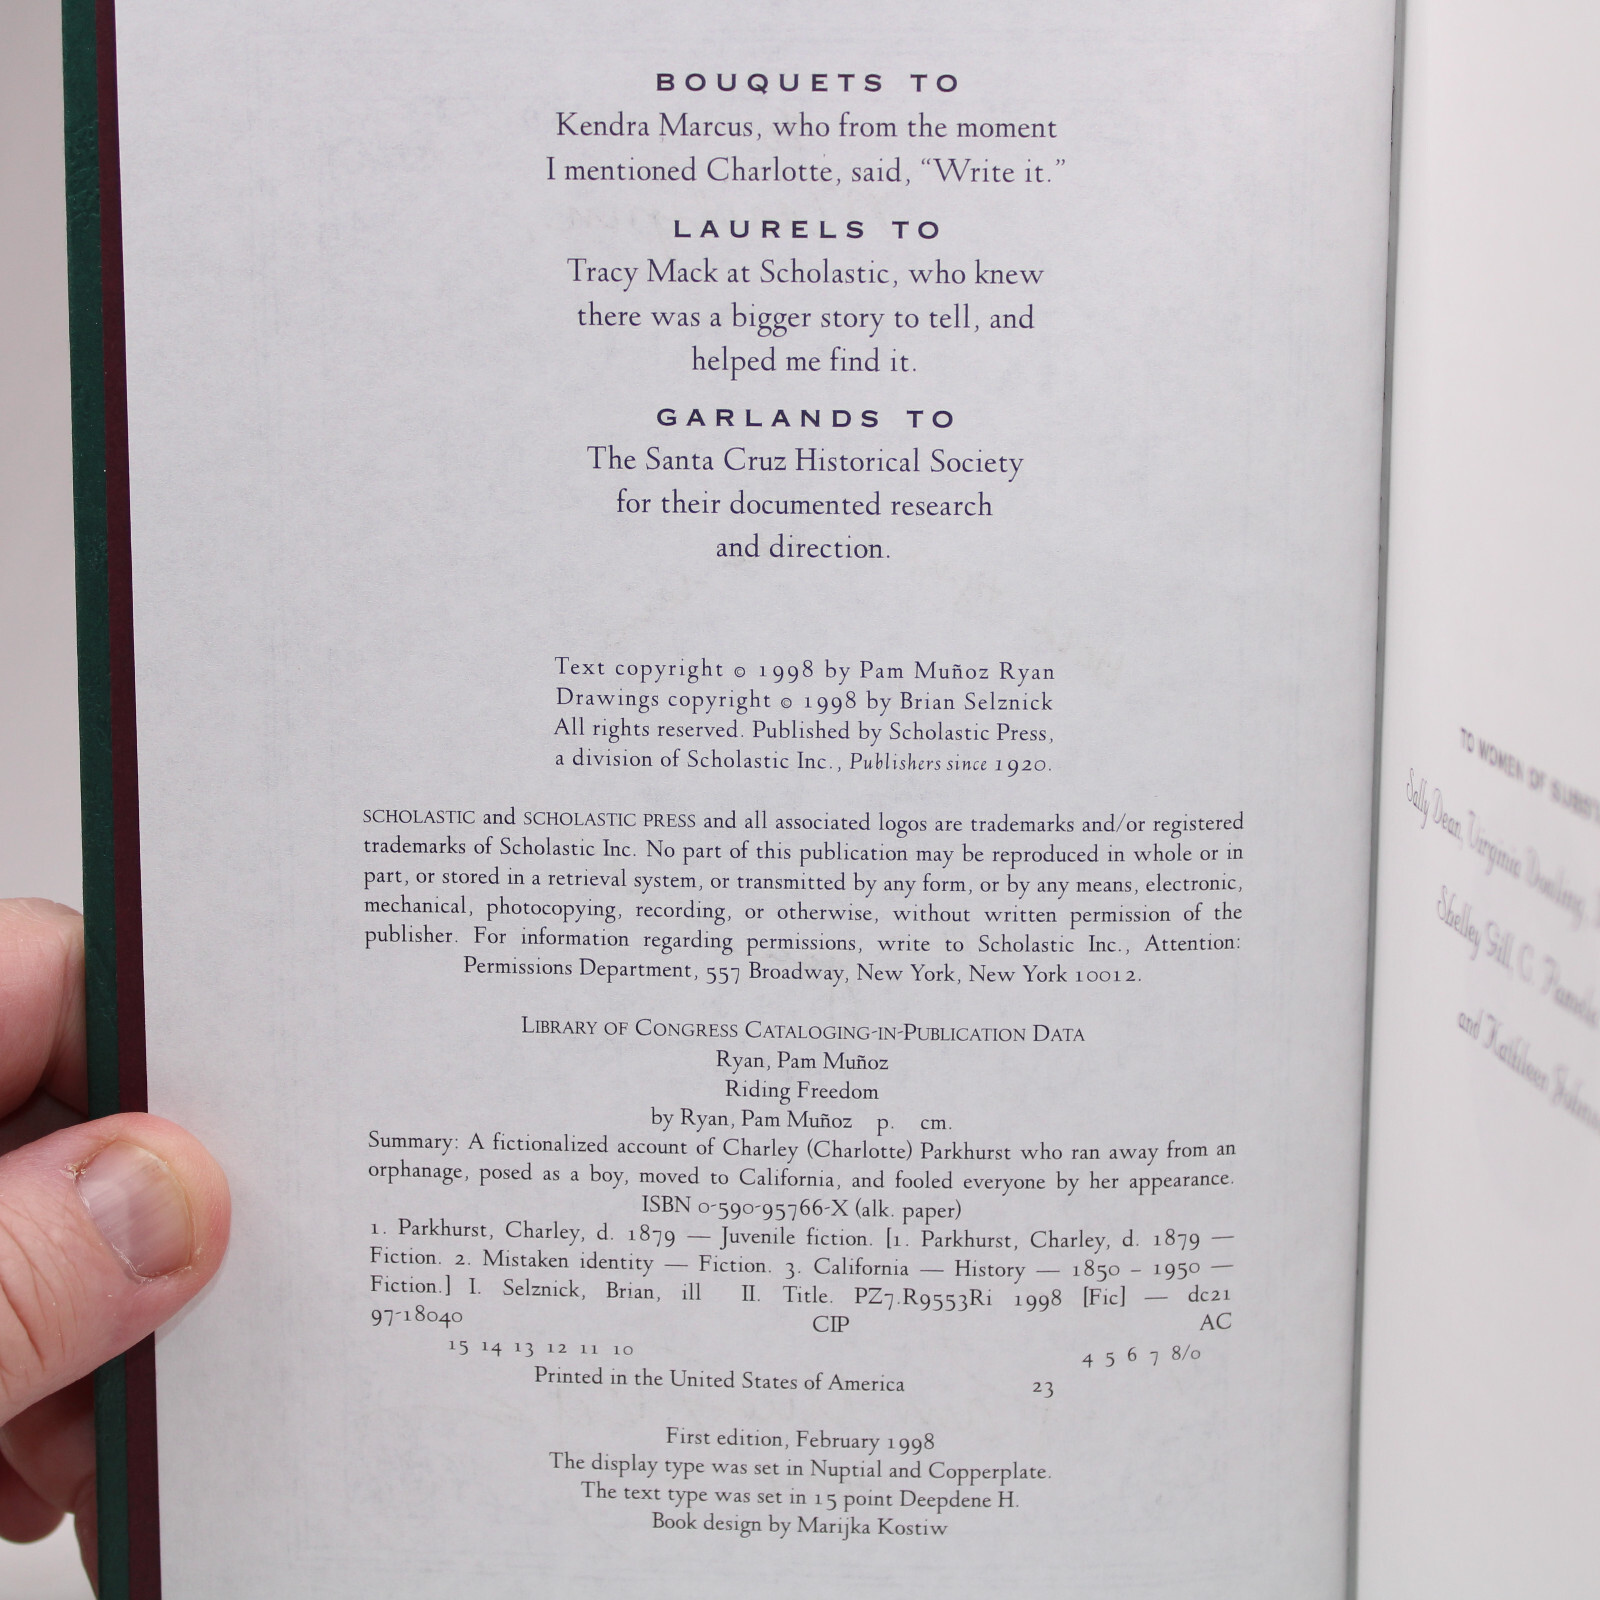 BOUQUETS TO
Kendra Marcus, who from the moment
I mentioned Charlotte, said, “Write it.”
LAURELS TO
Tracy Mack at Scholastic, who knew
there was a bigger story to tell, and
helped me find it.
GARLANDS TO
The Santa Cruz Historical Society
for their documented research
and direction.
Text copyright © 1998 by Pam Muñoz Ryan
Drawings copyright © 1998 by Brian Selznick
All rights reserved. Published by Scholastic Press,
a division of Scholastic Inc., Publishers since 1920.
SCHOLASTIC and SCHOLASTIC PRESS and all associated logos are trademarks and/or registered
trademarks of Scholastic Inc. No part of this publication may be reproduced in whole or in
part, or stored in a retrieval system, or transmitted by any form, or by any means, electronic,
mechanical, photocopying, recording, or otherwise, without written permission of the
publisher. For information regarding permissions, write to Scholastic Inc., Attention:
Permissions Department, 557 Broadway, New York, New York 10012.
LIBRARY OF CONGRESS CATALOGING-IN-PUBLICATION DATA
Ryan, Pam Muñoz
Riding Freedom
by Ryan, Pam Muñoz p. cm.
Summary: A fictionalized account of Charley (Charlotte) Parkhurst who ran away from an
orphanage, posed as a boy, moved to California, and fooled everyone by her appearance.
ISBN 0-590-95766-X (alk. paper)
1. Parkhurst, Charley, d. 1879 — Juvenile fiction. [1. Parkhurst, Charley, d. 1879 —
Fiction. 2. Mistaken identity — Fiction. 3. California — History — 1850 – 1950 —
Fiction.] I. Selznick, Brian, ill II. Title. PZ7.R9553Ri 1998 [Fic] — dc21
97-18040 CIP AC
15 14 13 12 11 10 4 5 6 7 8/0
Printed in the United States of America 23
First edition, February 1998
The display type was set in Nuptial and Copperplate.
The text type was set in 15 point Deepdene H.
Book design by Marijka Kostiw
TO WOMEN OF
Sally Dean, Virginia Dowling,
Shelley Gill, C. Pamela
and Kathleen